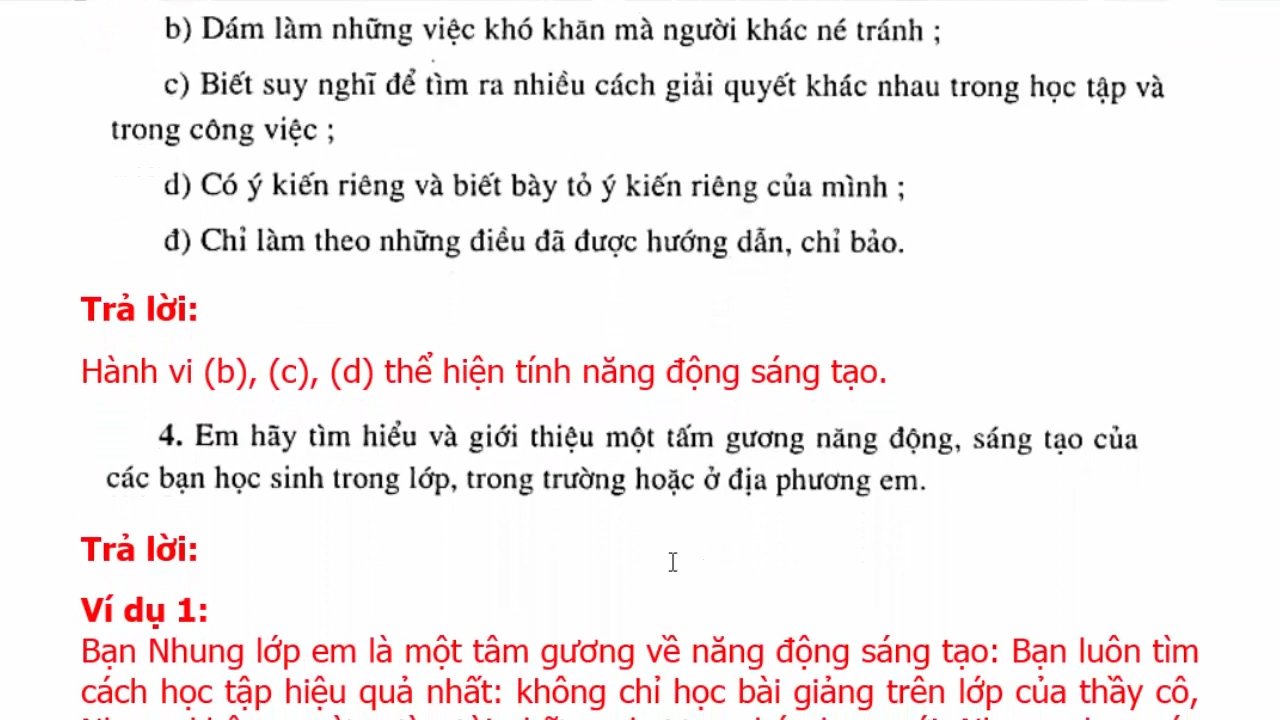 b) Dám làm những việc khó khăn mà người khác né tránh ;
c) Biết suy nghĩ để tìm ra nhiều cách giải quyết khác nhau trong học tập và
trong công việc ;
d) Có ý kiến riêng và biết bày tỏ ý kiến riêng của mình ;
đ) Chỉ làm theo những điều đã được hướng dẫn, chỉ bảo.
Trả lời:
Hành vi (b), (c), (d) thể hiện tính năng động sáng tạo.
4. Em hãy tìm hiểu và giới thiệu một tấm gương năng động, sáng tạo của
các bạn học sinh trong lớp, trong trường hoặc ở địa phương em.
Trả lời:
Ví dụ 1:
Bạn Nhung lớp em là một tâm gương về năng động sáng tạo: Bạn luôn tìm
cách học tập hiệu quả nhất: không chỉ học bài giảng trên lớp của thầy cô,